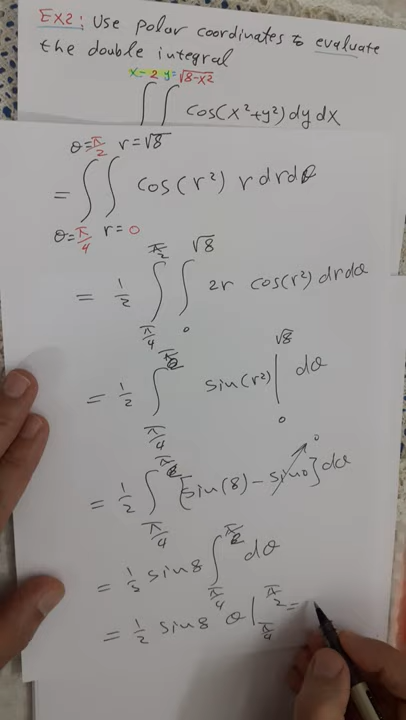 EX2: Use polar coordinates to evaluate
the double integral
x=2 y=√(8-x²)
∫∫ cos(x²+y²) dy dx
θ=π/2 r=√8
= ∫∫ cos(r²) r dr dθ
θ=π/4 r=0
= 1/2 ∫_{π/4}^{π/2} ∫_0^{√8} 2r cos(r²) dr dθ
= 1/2 ∫_{π/4}^{π/2} sin(r²) |_0^{√8} dθ
= 1/2 ∫_{π/4}^{π/2} [sin(8) - sin0] dθ
0
= 1/2 sin8 ∫_{π/4}^{π/2} dθ
= 1/2 sin8 θ |_{π/4}^{π/2} =